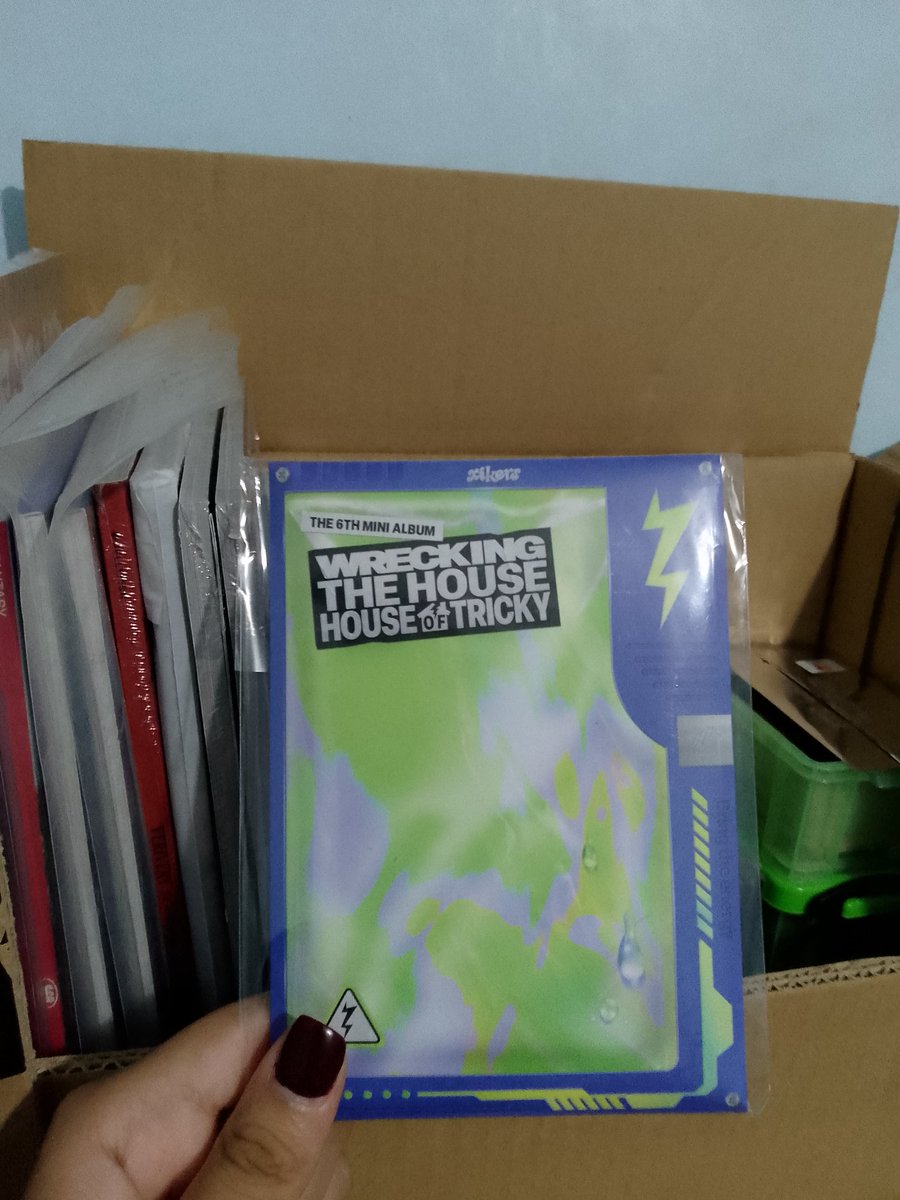 xikers
THE 6TH MINI ALBUM
WRECKING
THE HOUSE
HOUSE OF TRICKY